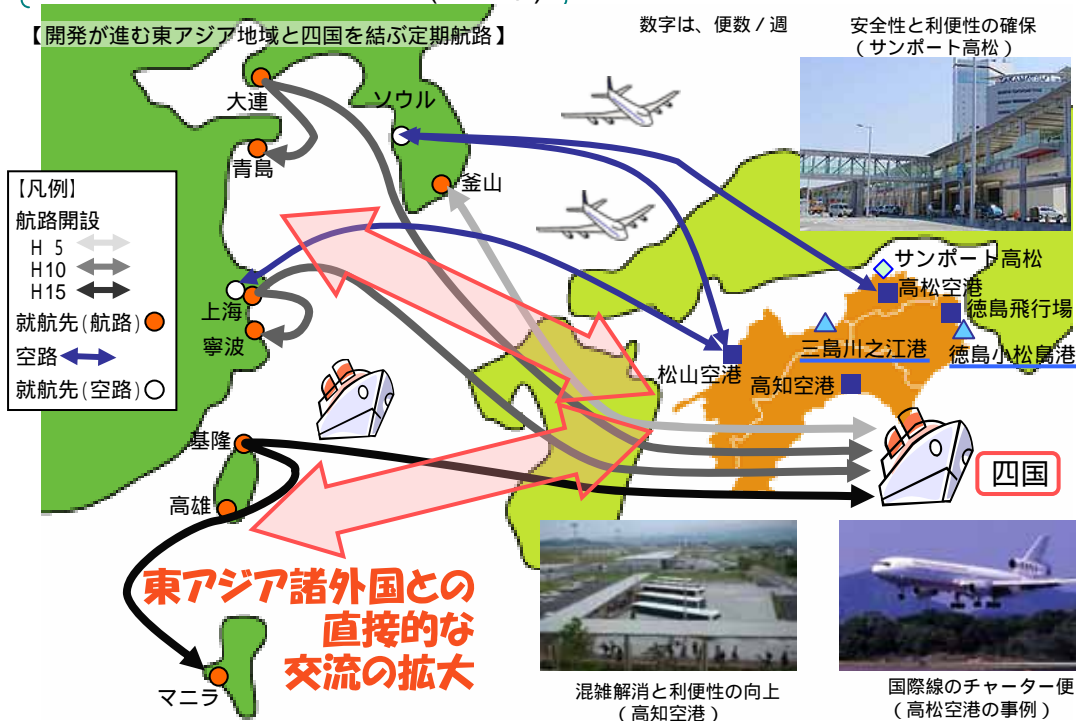 【開発が進む東アジア地域と四国を結ぶ定期航路】
数字は、便数/週
安全性と利便性の確保
(サンポート高松)
大連
ソウル
青島
釜山
【凡例】
航路開設
H 5
H10
H15
就航先(航路)
空路
就航先(空路)
上海
寧波
サンポート高松
高松空港
徳島飛行場
三島川之江港
徳島小松島港
松山空港
高知空港
基隆
高雄
四国
東アジア諸外国との
直接的な
交流の拡大
マニラ
混雑解消と利便性の向上
(高知空港)
国際線のチャーター便
(高松空港の事例)